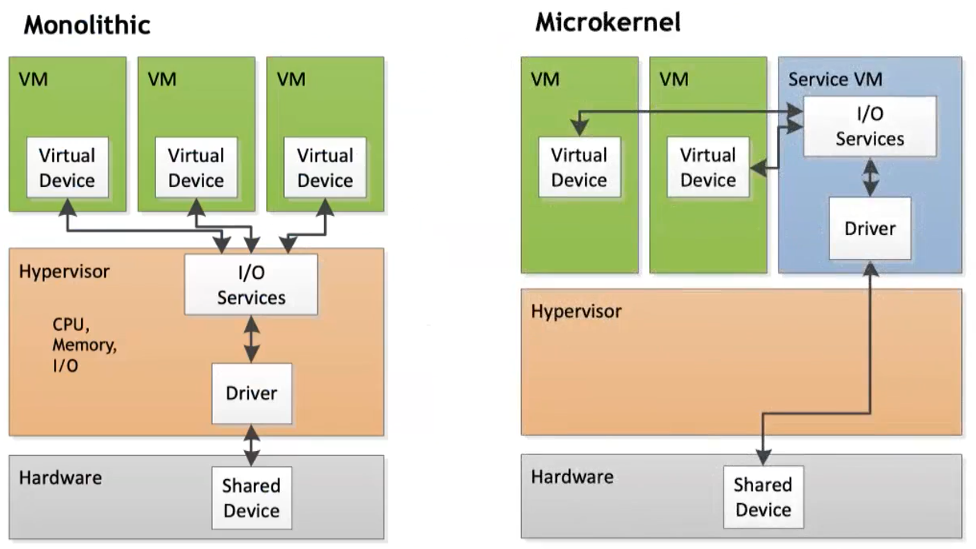 Monolithic
VM
VM
VM
Virtual
Device
Virtual
Device
Virtual
Device
Hypervisor
I/O
Services
CPU,
Memory,
I/O
Driver
Hardware
Shared
Device
Microkernel
VM
VM
Service VM
I/O
Services
Virtual
Device
Virtual
Device
Driver
Hypervisor
Hardware
Shared
Device